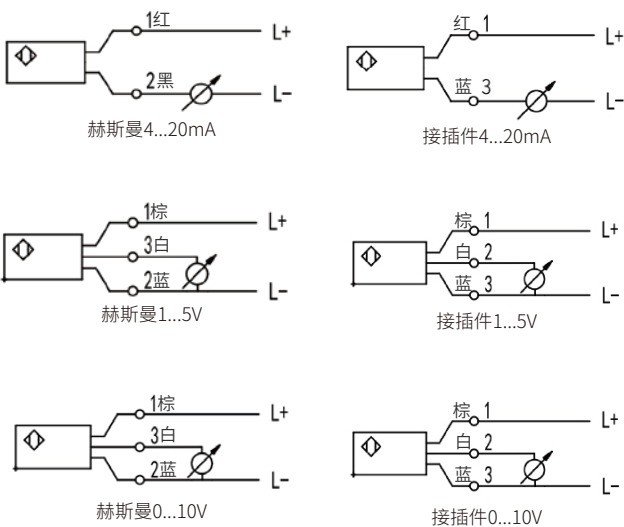 1红
L+
2黑
L-
赫斯曼4...20mA
红 1
L+
蓝 3
L-
接插件4...20mA
1棕
L+
3白
2蓝
L-
赫斯曼1...5V
棕 1
L+
白 2
蓝 3
L-
接插件1...5V
1棕
L+
3白
2蓝
L-
赫斯曼0...10V
棕 1
L+
白 2
蓝 3
L-
接插件0...10V